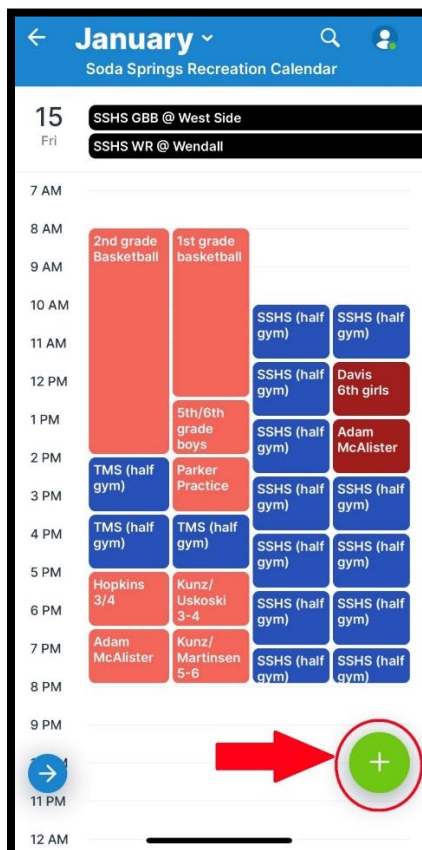 January
Soda Springs Recreation Calendar
15
Fri
SSHS GBB @ West Side
SSHS WR @ Wendall
7 AM
8 AM
2nd grade
Basketball
1st grade
basketball
9 AM
10 AM
SSHS (half
gym)
SSHS (half
gym)
11 AM
12 PM
SSHS (half
gym)
Davis
6th girls
1 PM
5th/6th
grade
boys
SSHS (half
gym)
Adam
McAlister
2 PM
TMS (half
gym)
Parker
Practice
3 PM
SSHS (half
gym)
SSHS (half
gym)
4 PM
TMS (half
gym)
TMS (half
gym)
SSHS (half
gym)
SSHS (half
gym)
5 PM
Hopkins
3/4
Kunz/
Uskoski
3-4
6 PM
SSHS (half
gym)
SSHS (half
gym)
7 PM
Adam
McAlister
Kunz/
Martinsen
5-6
SSHS (half
gym)
SSHS (half
gym)
8 PM
9 PM
11 PM
12 AM